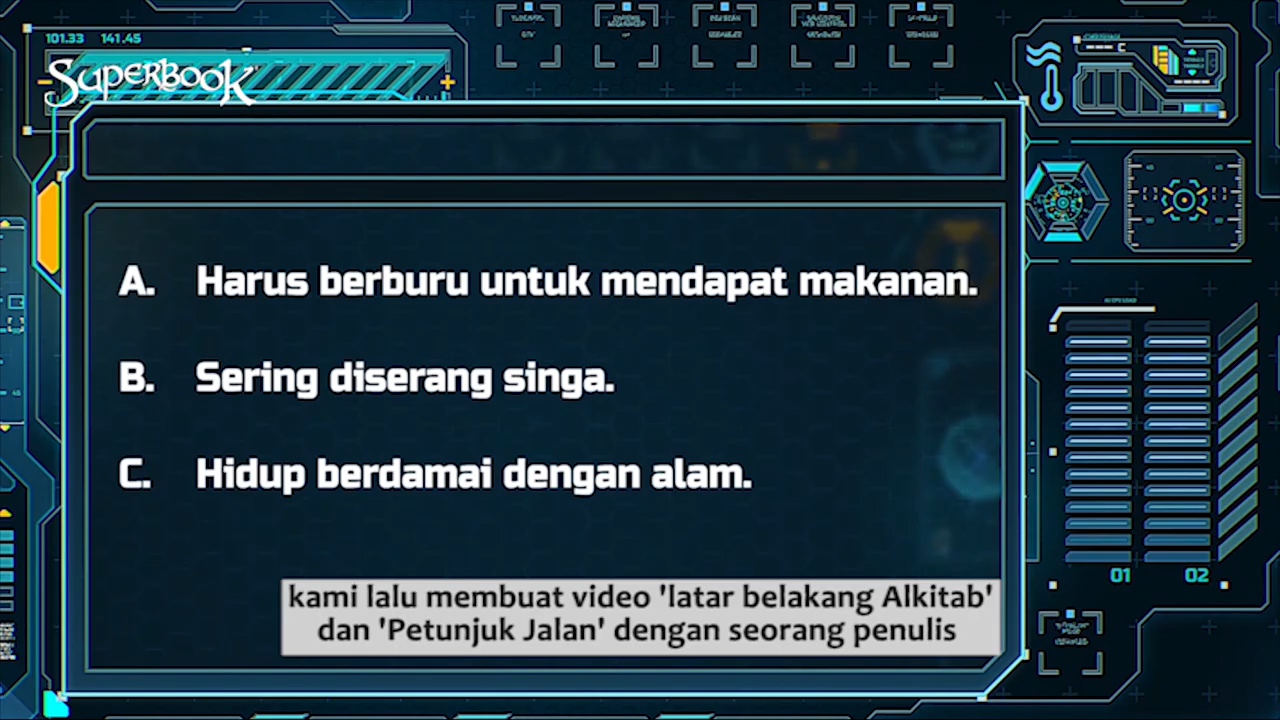 101.33 141.45
SUPERBOOK
A. Harus berburu untuk mendapat makanan.
B. Sering diserang singa.
C. Hidup berdamai dengan alam.
kami lalu membuat video 'latar belakang Alkitab'
dan 'Petunjuk Jalan' dengan seorang penulis
01 02